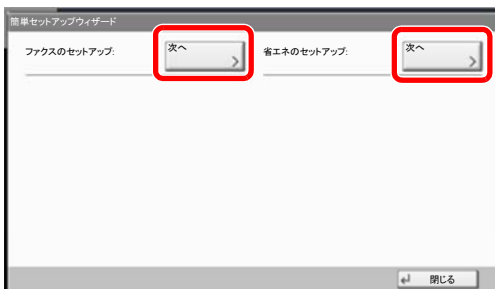 簡単セットアップウィザード
ファクスのセットアップ: 次へ 省エネのセットアップ: 次へ
閉じる